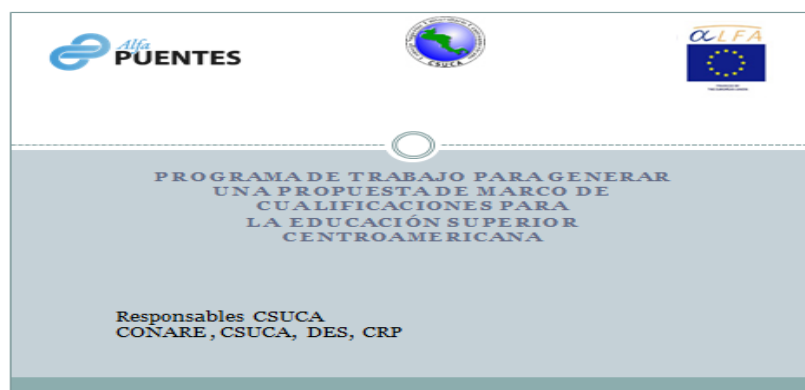 Alfa
PUENTES
CSUCA
αLFA
PROGRAMA DE TRABAJO PARA GENERAR
UNA PROPUESTA DE MARCO DE
CUALIFICACIONES PARA
LA EDUCACIÓN SUPERIOR
CENTROAMERICANA
Responsables CSUCA
CONARE, CSUCA, DES, CRP